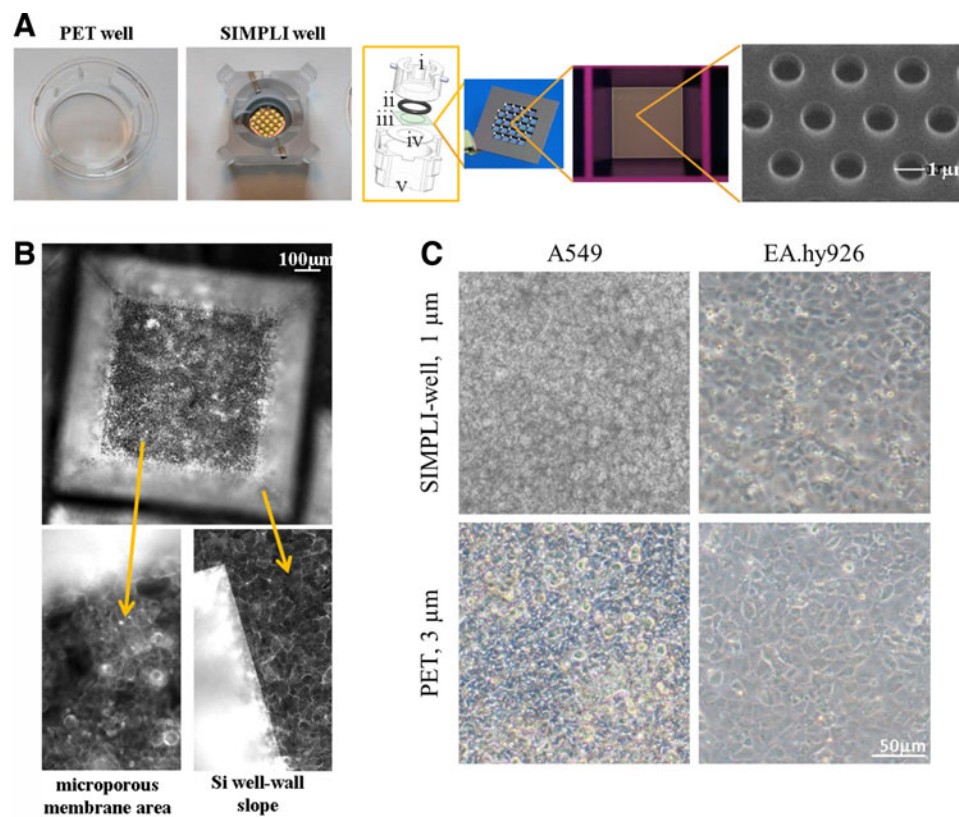 A
PET well
SIMPLI well
i
ii
iii
iv
v
1 μm
B
100μm
microporous
membrane area
Si well-wall
slope
C
A549
EA.hy926
SIMPLI-well, 1 μm
PET, 3 μm
50μm